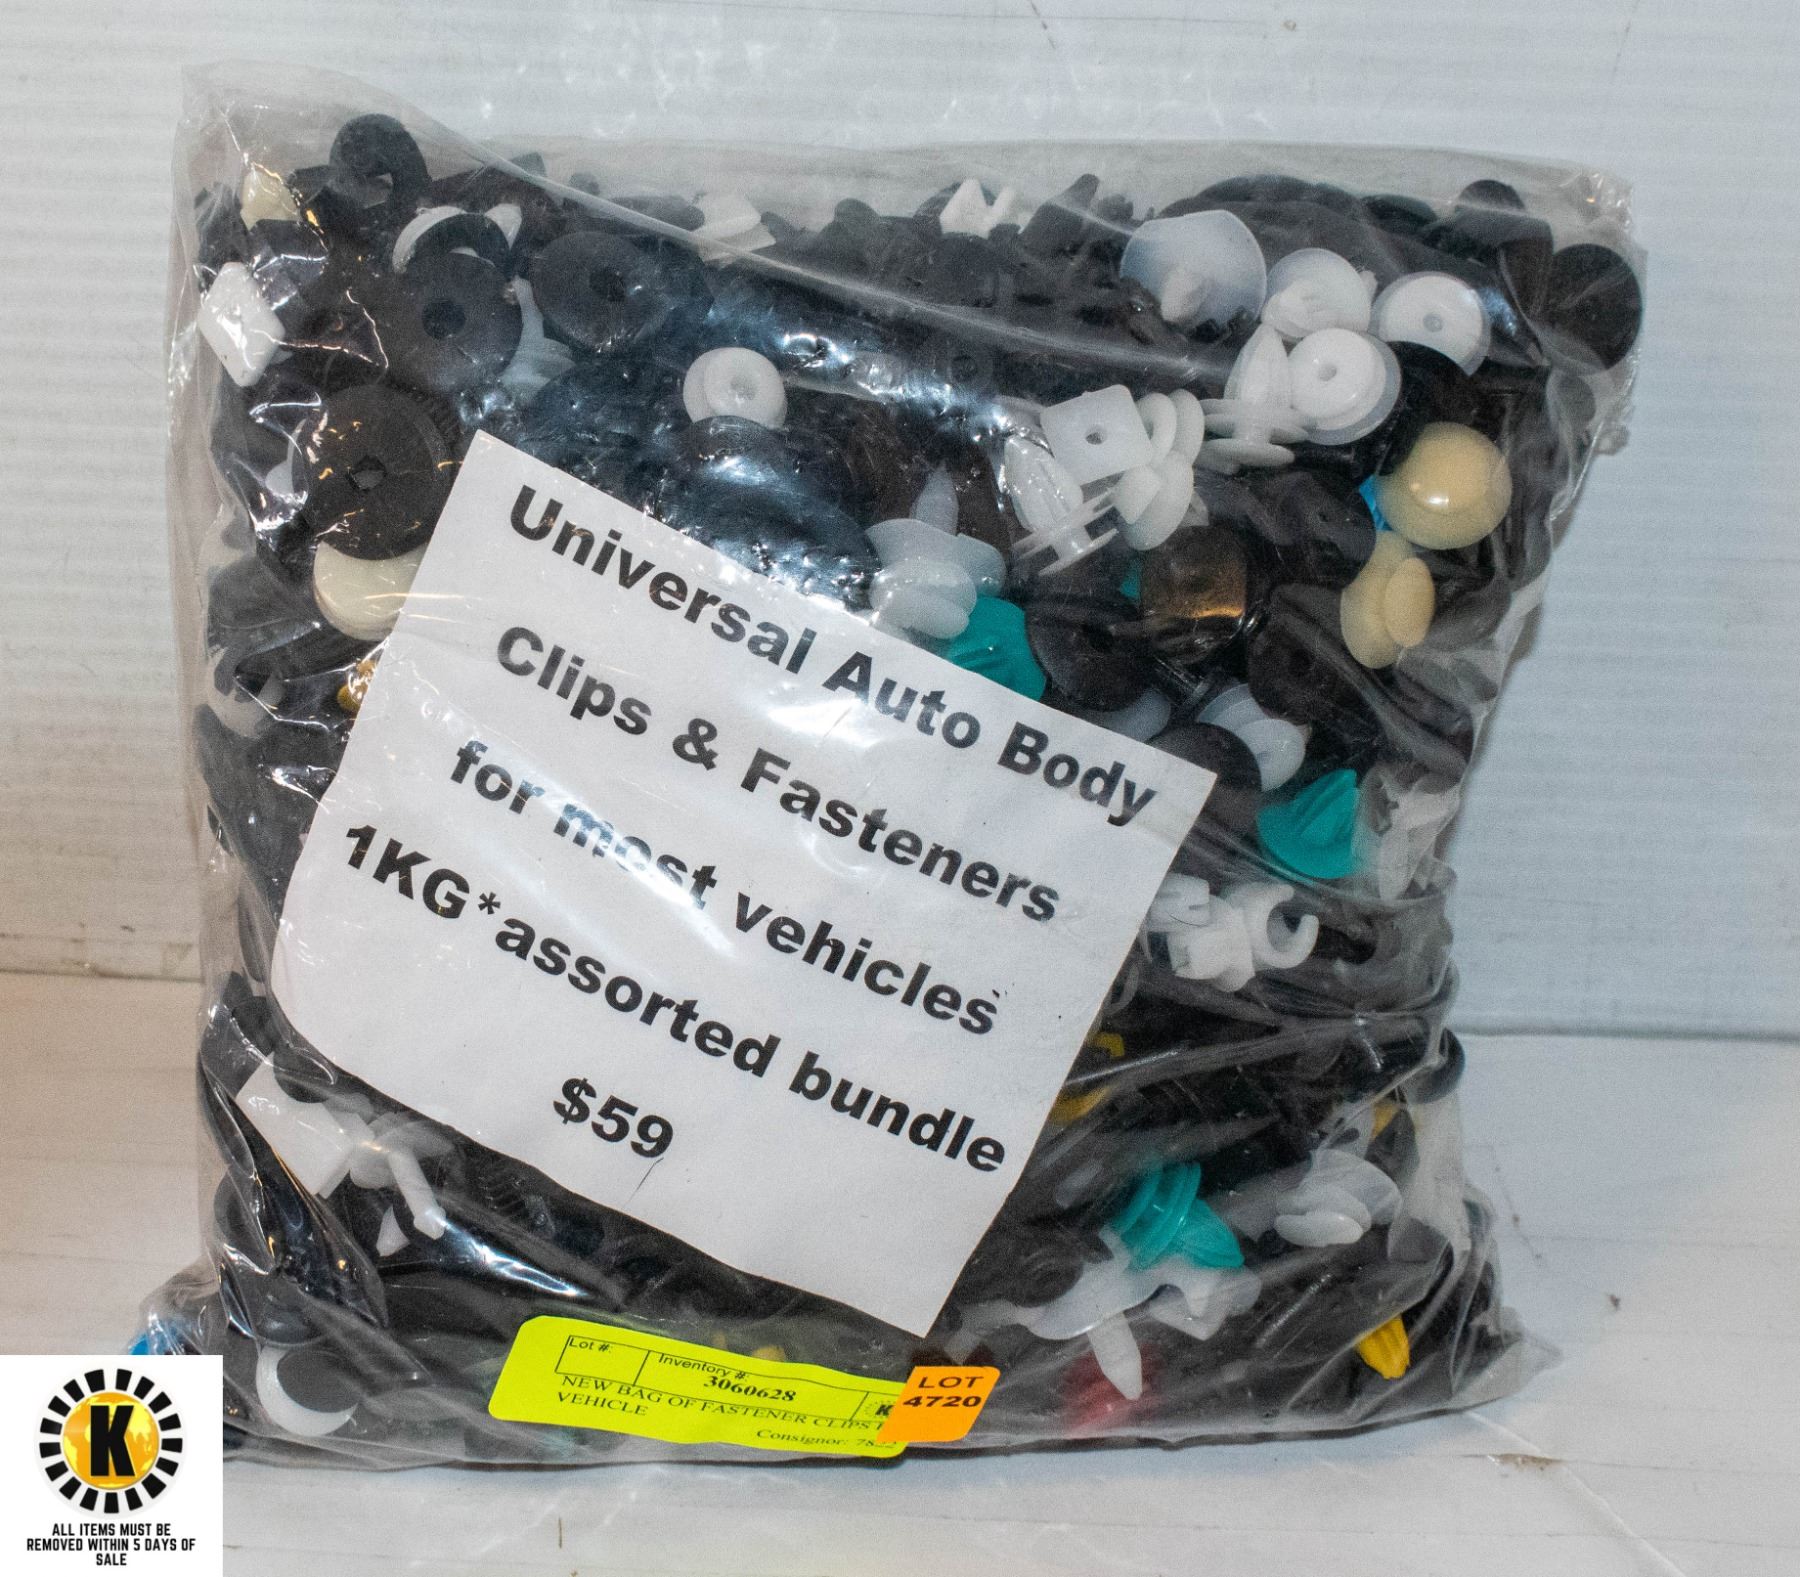 Universal Auto Body
Clips & Fasteners
for most vehicles
1KG*assorted bundle
$59
Lot #:
Inventory #:
3060628
K
NEW BAG OF FASTENER CLIPS
VEHICLE
Consignor:
LOT
4720
K
ALL ITEMS MUST BE
REMOVED WITHIN 5 DAYS OF
SALE